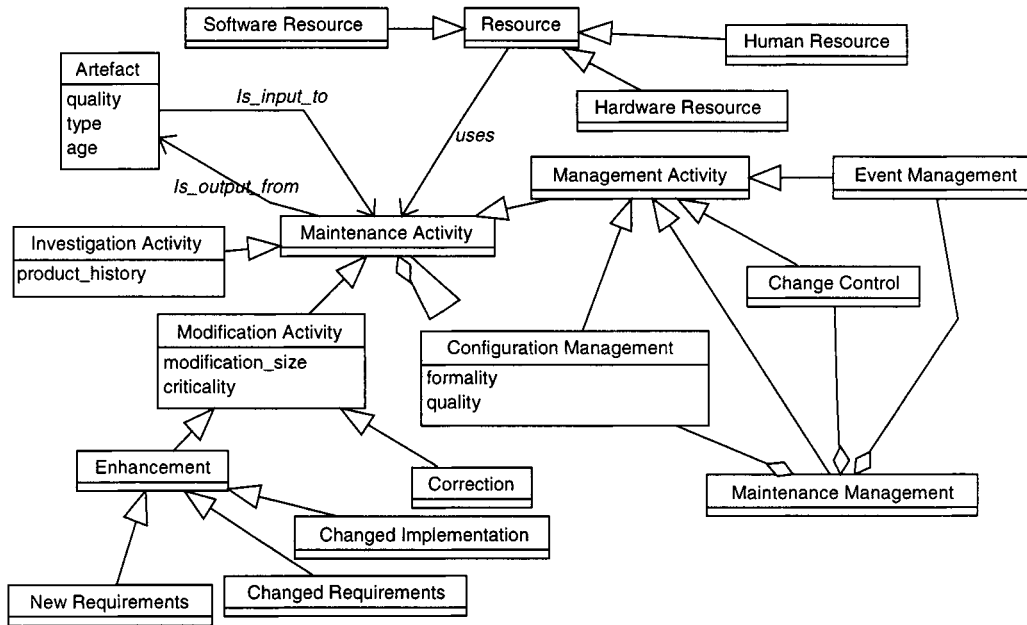 Software Resource
Resource
Human Resource
Artefact
quality
type
age
Is_input_to
Hardware Resource
uses
Is_output_from
Management Activity
Event Management
Investigation Activity
product_history
Maintenance Activity
Change Control
Modification Activity
modification_size
criticality
Configuration Management
formality
quality
Enhancement
Correction
Maintenance Management
Changed Implementation
New Requirements
Changed Requirements